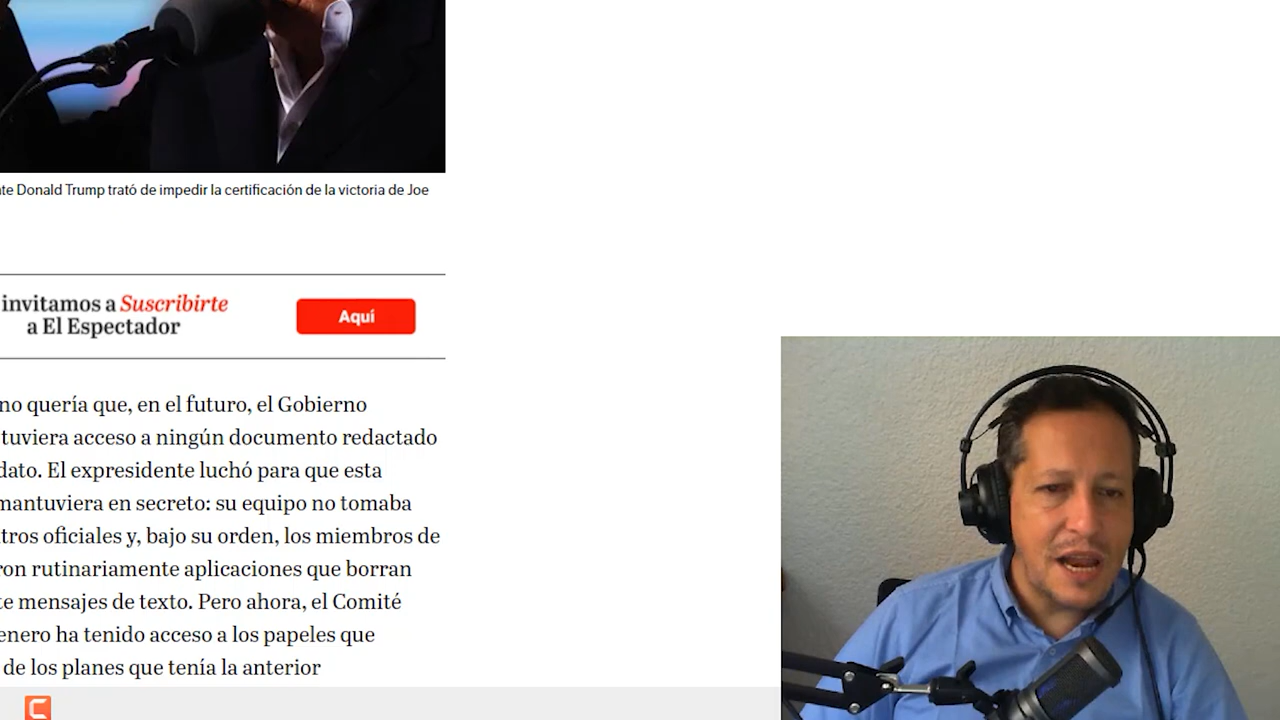 te Donald Trump trató de impedir la certificación de la victoria de Joe
invitamos a Suscribirte
a El Espectador
Aquí
no quería que, en el futuro, el Gobierno
tuviera acceso a ningún documento redactado
dato. El expresidente luchó para que esta
mantuviera en secreto: su equipo no tomaba
tros oficiales y, bajo su orden, los miembros de
ron rutinariamente aplicaciones que borran
te mensajes de texto. Pero ahora, el Comité
enero ha tenido acceso a los papeles que
de los planes que tenía la anterior